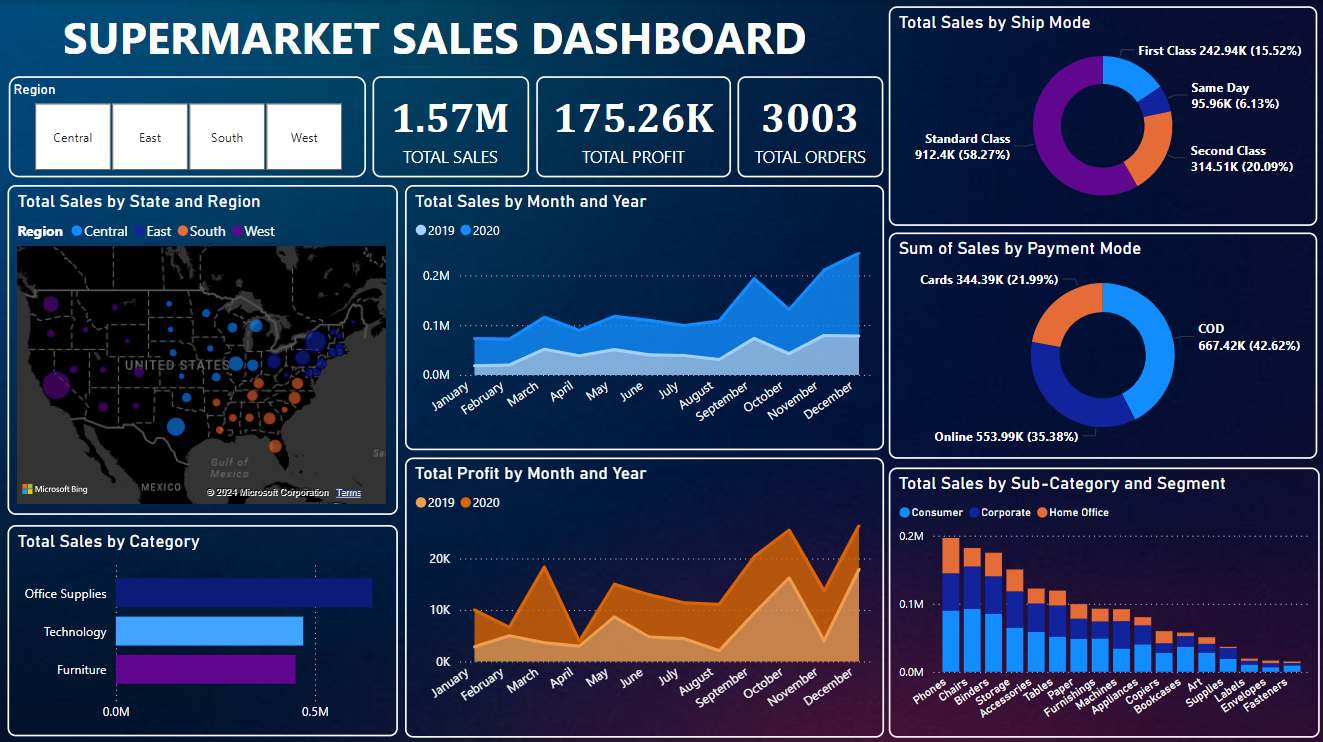 SUPERMARKET SALES DASHBOARD
Region
Central
East
South
West
1.57M
TOTAL SALES
175.26K
TOTAL PROFIT
3003
TOTAL ORDERS
Total Sales by Ship Mode
First Class 242.94K (15.52%)
Same Day
95.96K (6.13%)
Second Class
314.51K (20.09%)
Standard Class
912.4K (58.27%)
Total Sales by State and Region
Region Central East South West
UNITED STATES
Gulf of
Mexico
MEXICO
Sa
Microsoft Bing
© 2024 Microsoft Corporation Terms
Total Sales by Month and Year
2019 2020
0.2M
0.1M
0.0M
January
February
March
April
May
June
July
August
September
October
November
December
Sum of Sales by Payment Mode
Cards 344.39K (21.99%)
COD
667.42K (42.62%)
Online 553.99K (35.38%)
Total Sales by Category
Office Supplies
Technology
Furniture
0.0M
0.5M
Total Profit by Month and Year
2019 2020
20K
10K
0K
January
February
March
April
May
June
July
August
September
October
November
December
Total Sales by Sub-Category and Segment
Consumer Corporate Home Office
0.2M
0.1M
0.0M
Phones
Chairs
Binders
Storage
Accessories
Tables
Paper
Furnishings
Machines
Appliances
Copiers
Bookcases
Art
Supplies
Labels
Envelopes
Fasteners